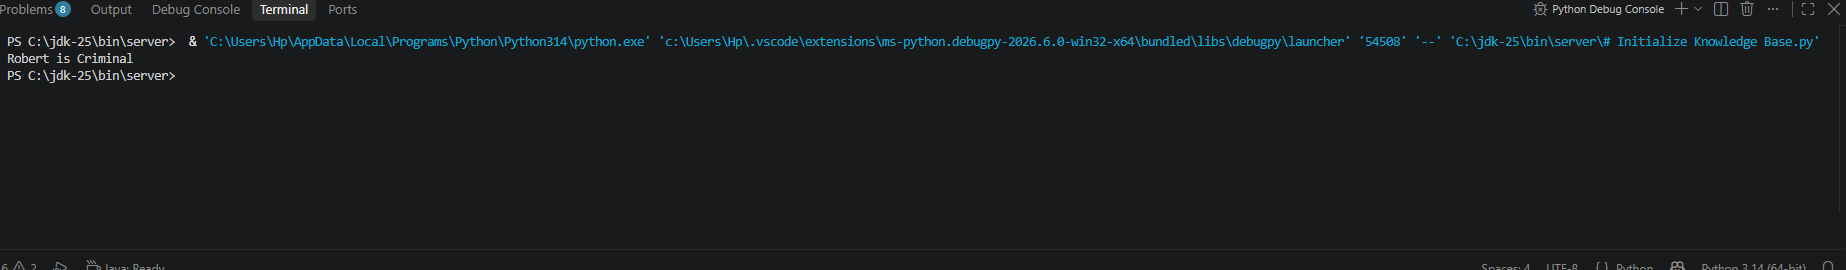 Problems 8 Output Debug Console Terminal Ports Python Debug Console
PS C:\jdk-25\bin\server>  & 'C:\Users\Hp\AppData\Local\Programs\Python\Python314\python.exe' 'c:\Users\Hp\.vscode\extensions\ms-python.debugpy-2026.6.0-win32-x64\bundled\libs\debugpy\launcher' '54508' '--' 'C:\jdk-25\bin\server\# Initialize Knowledge Base.py'
Robert is Criminal
PS C:\jdk-25\bin\server>
6 2 Java: Ready Spaces: 4 UTF-8 { } Python Python 3.14 (64-bit)